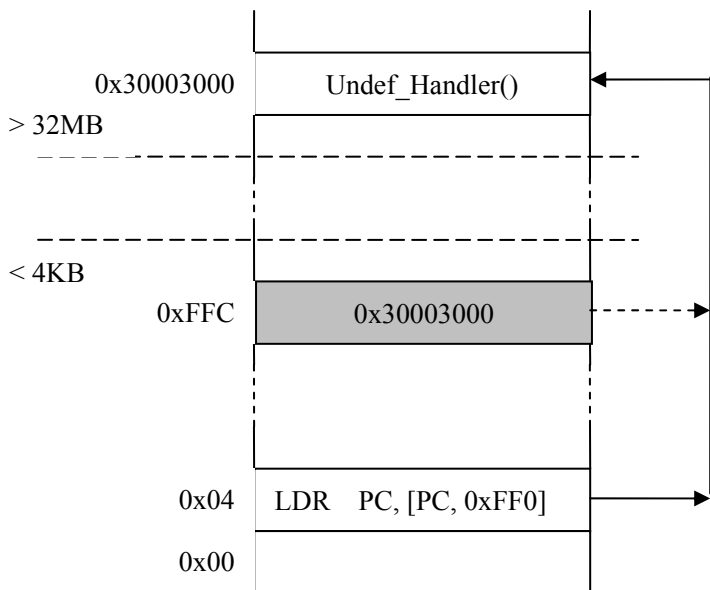 0x30003000 Undef_Handler()
> 32MB
< 4KB
0xFFC 0x30003000
0x04 LDR PC, [PC, 0xFF0]
0x00